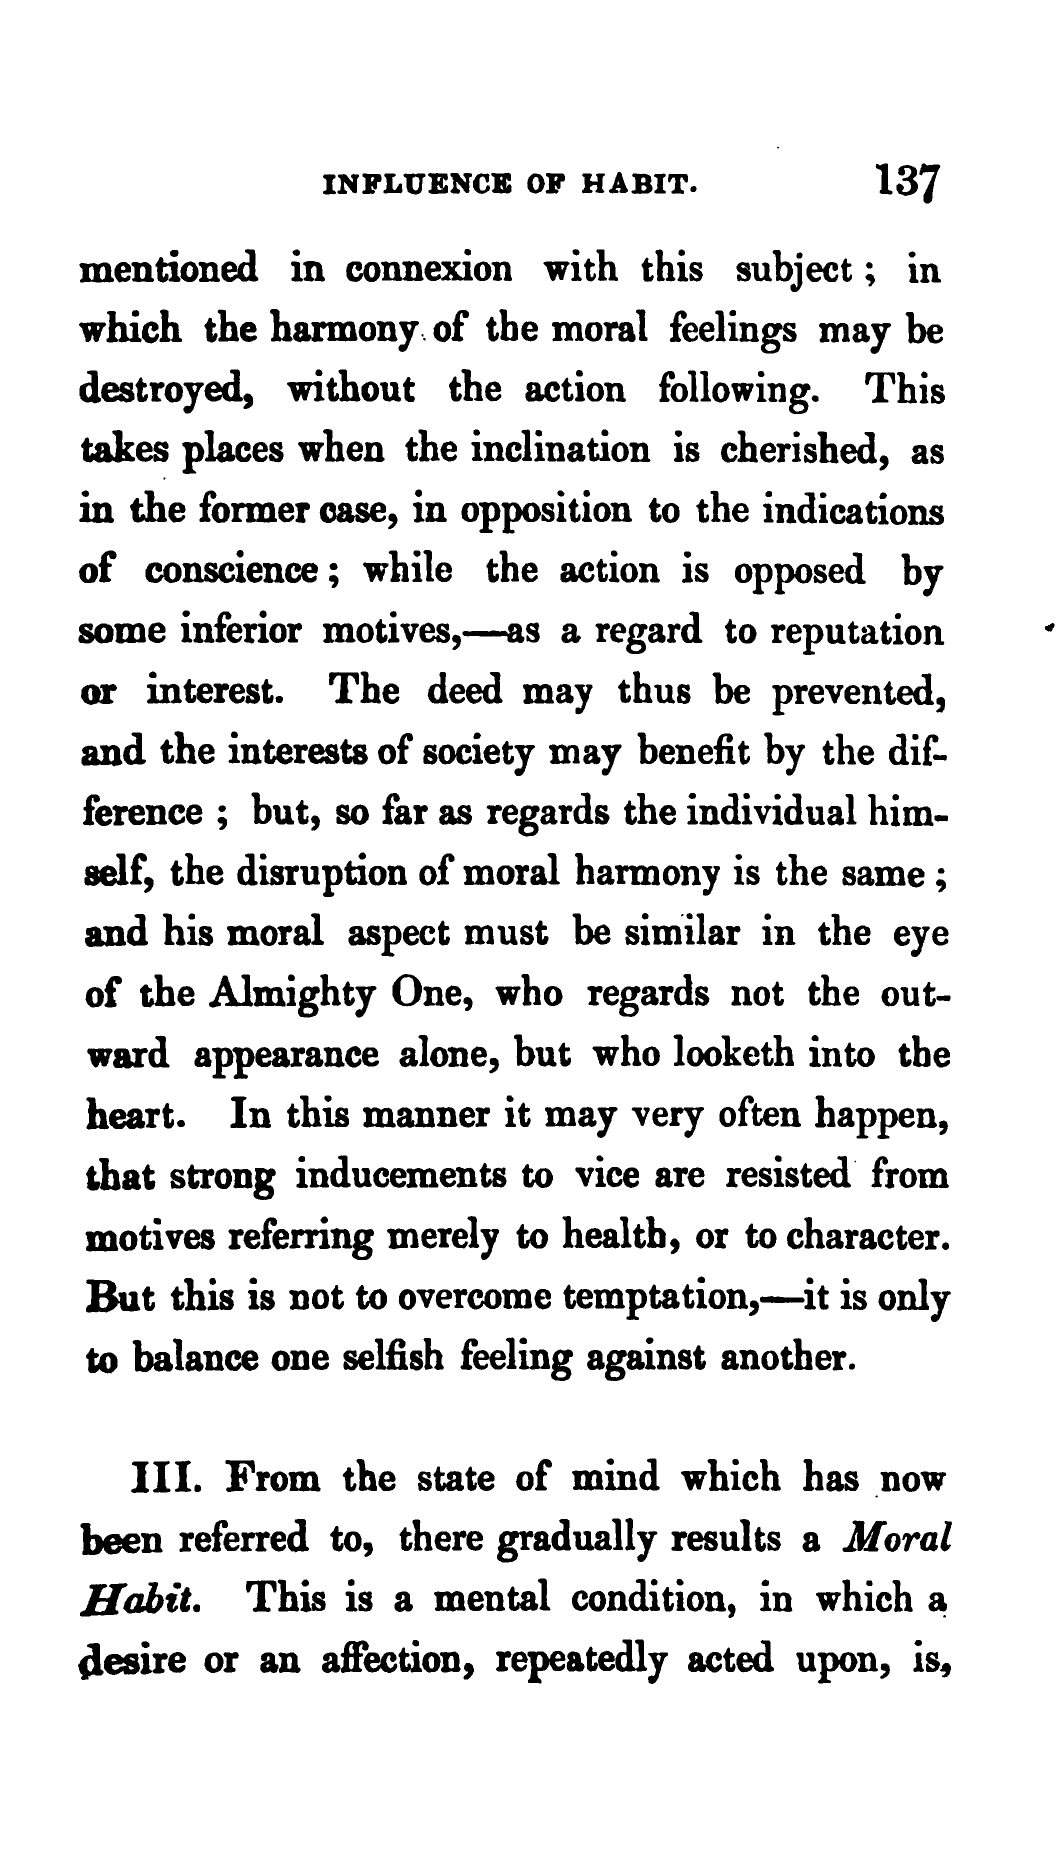 INFLUENCE OF HABIT. 137
mentioned in connexion with this subject ; in
which the harmony of the moral feelings may be
destroyed, without the action following. This
takes places when the inclination is cherished, as
in the former case, in opposition to the indications
of conscience ; while the action is opposed by
some inferior motives,—as a regard to reputation
or interest. The deed may thus be prevented,
and the interests of society may benefit by the dif-
ference ; but, so far as regards the individual him-
self, the disruption of moral harmony is the same ;
and his moral aspect must be similar in the eye
of the Almighty One, who regards not the out-
ward appearance alone, but who looketh into the
heart. In this manner it may very often happen,
that strong inducements to vice are resisted from
motives referring merely to health, or to character.
But this is not to overcome temptation,—it is only
to balance one selfish feeling against another.
III. From the state of mind which has now
been referred to, there gradually results a Moral
Habit. This is a mental condition, in which a
desire or an affection, repeatedly acted upon, is,